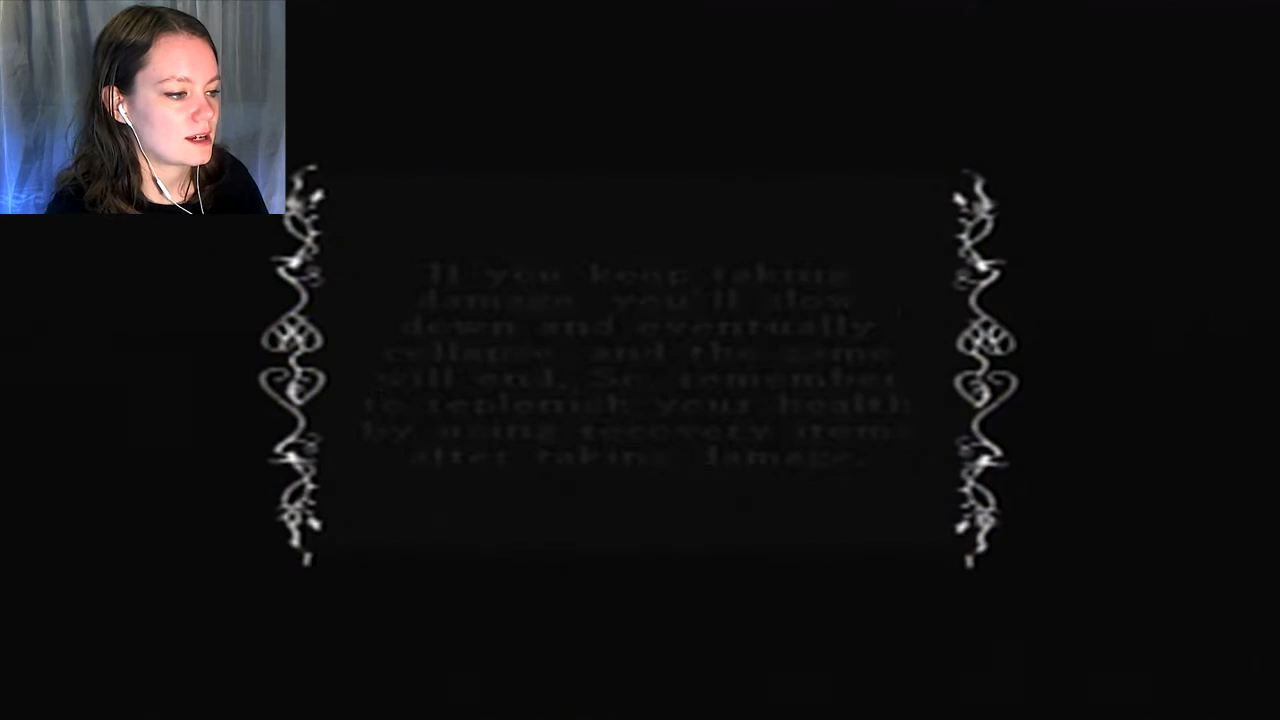 If you keep taking
damage, you'll slow
down and eventually
collapse, and the game
will end. So, remember
to replenish your health
by using recovery items
after taking damage.